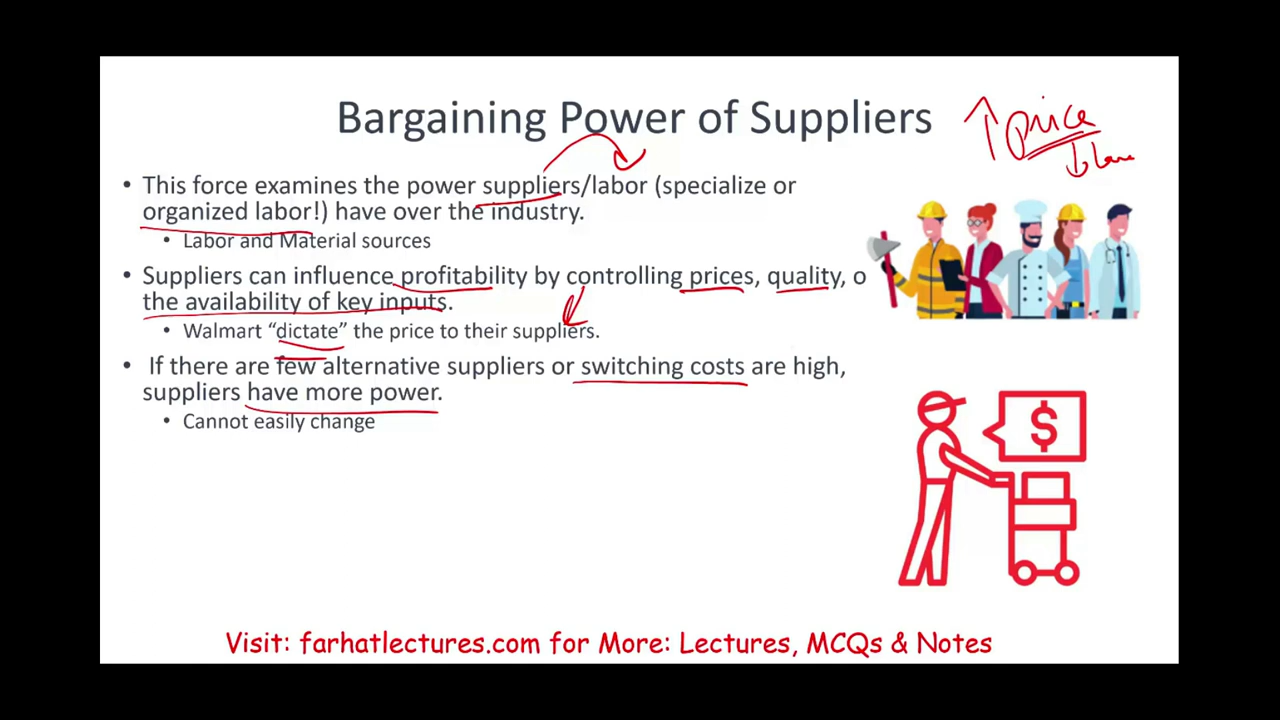 Bargaining Power of Suppliers
↑ price
• This force examines the power suppliers/labor (specialize or
organized labor!) have over the industry.
• Labor and Material sources
• Suppliers can influence profitability by controlling prices, quality, o
the availability of key inputs.
• Walmart “dictate” the price to their suppliers.
• If there are few alternative suppliers or switching costs are high,
suppliers have more power.
• Cannot easily change
$
Visit: farhatlectures.com for More: Lectures, MCQs & Notes